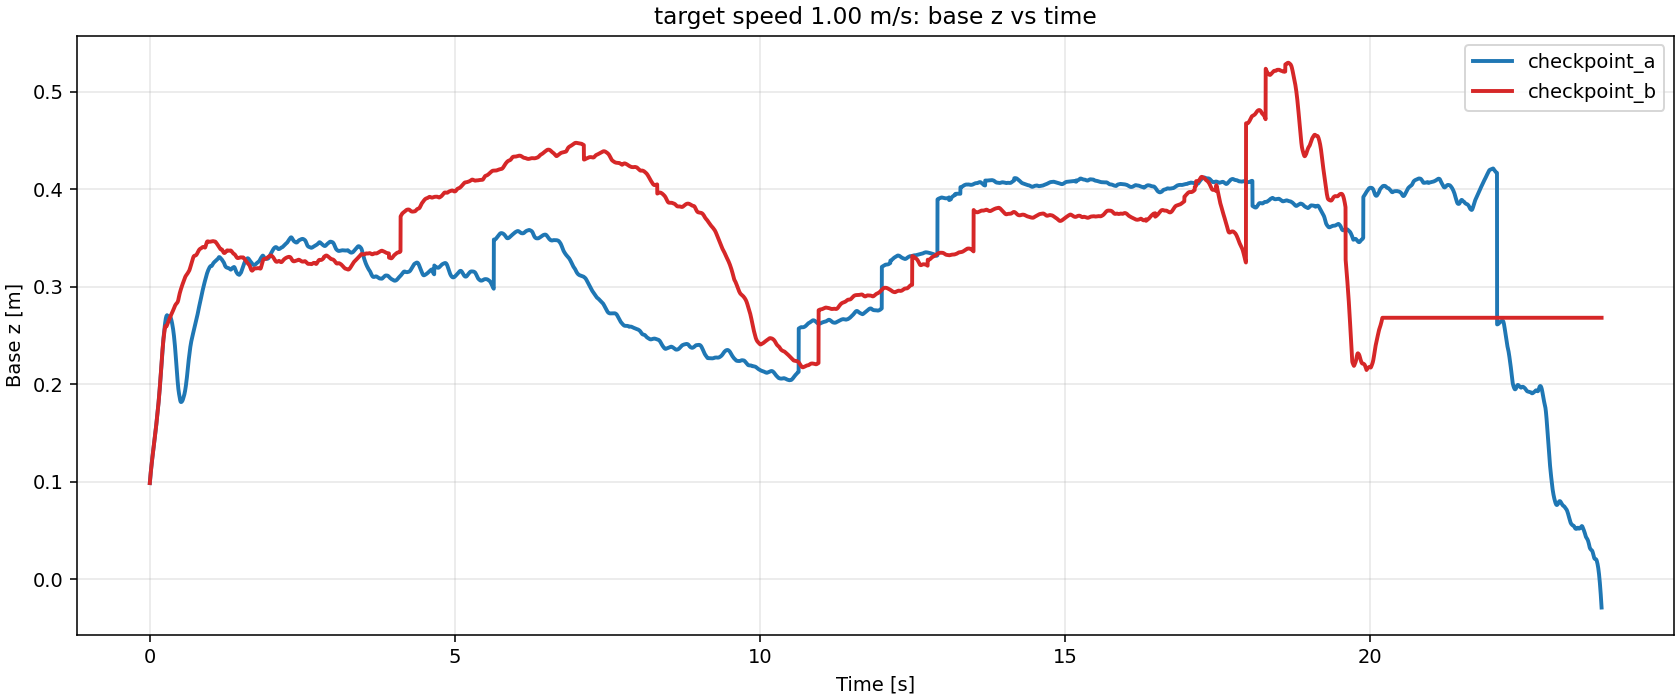 target speed 1.00 m/s: base z vs time
checkpoint_a
checkpoint_b
Base z [m]
0.5
0.4
0.3
0.2
0.1
0.0
0
5
10
15
20
Time [s]